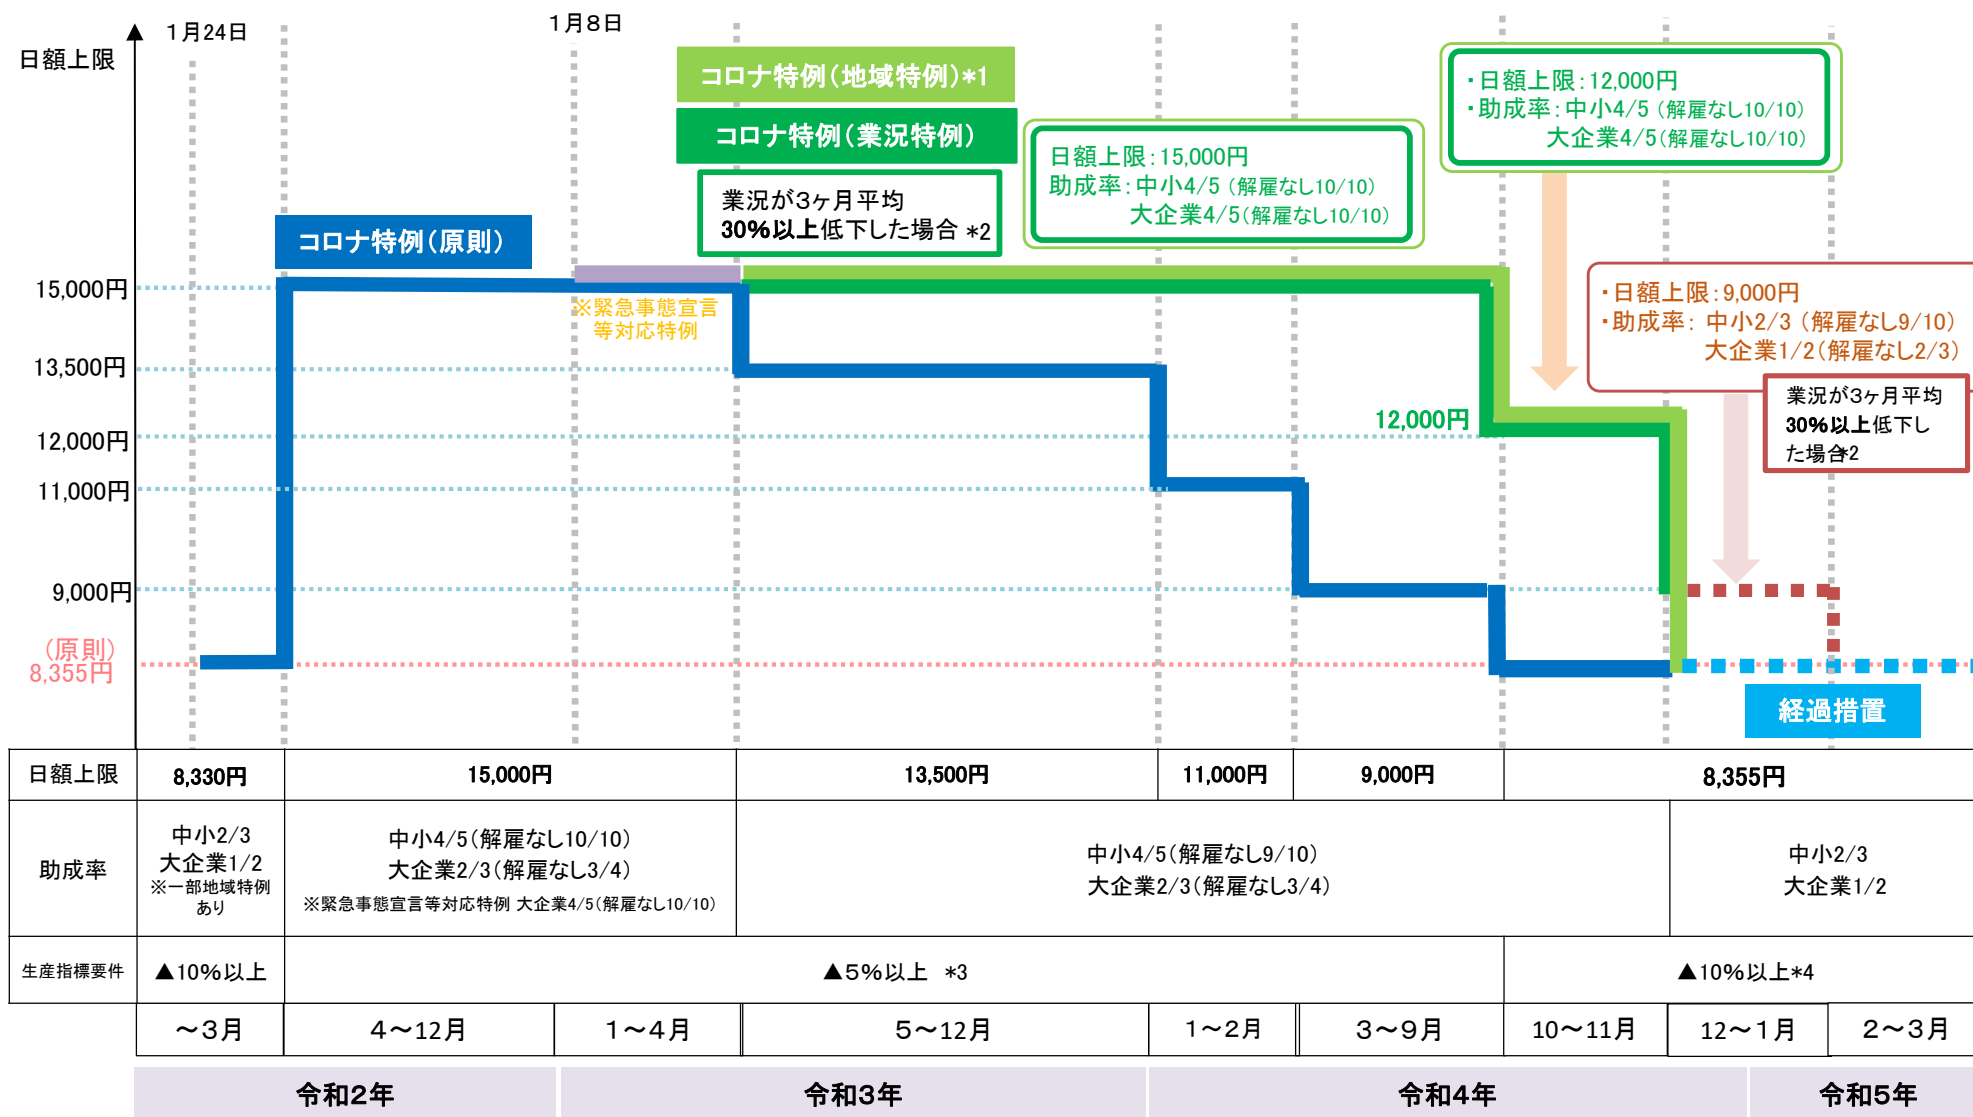 1月24日
1月8日
日額上限
コロナ特例(地域特例)*1
コロナ特例(業況特例)
業況が3ヶ月平均
30%以上低下した場合 *2
コロナ特例(原則)
日額上限:15,000円
助成率:中小4/5(解雇なし10/10)
大企業4/5(解雇なし10/10)
・日額上限:12,000円
・助成率:中小4/5(解雇なし10/10)
大企業4/5(解雇なし10/10)
・日額上限:9,000円
・助成率: 中小2/3(解雇なし9/10)
大企業1/2(解雇なし2/3)
業況が3ヶ月平均
30%以上低下し
た場合*2
※緊急事態宣言
等対応特例
15,000円
13,500円
12,000円
12,000円
11,000円
9,000円
(原則)
8,355円
経過措置
日額上限 8,330円 15,000円 13,500円 11,000円 9,000円 8,355円
助成率
中小2/3
大企業1/2
※一部地域特例
あり
中小4/5(解雇なし10/10)
大企業2/3(解雇なし3/4)
※緊急事態宣言等対応特例 大企業4/5(解雇なし10/10)
中小4/5(解雇なし9/10)
大企業2/3(解雇なし3/4)
中小2/3
大企業1/2
生産指標要件 ▲10%以上 ▲5%以上 *3 ▲10%以上*4
~3月 4~12月 1~4月 5~12月 1~2月 3~9月 10~11月 12~1月 2~3月
令和2年 令和3年 令和4年 令和5年